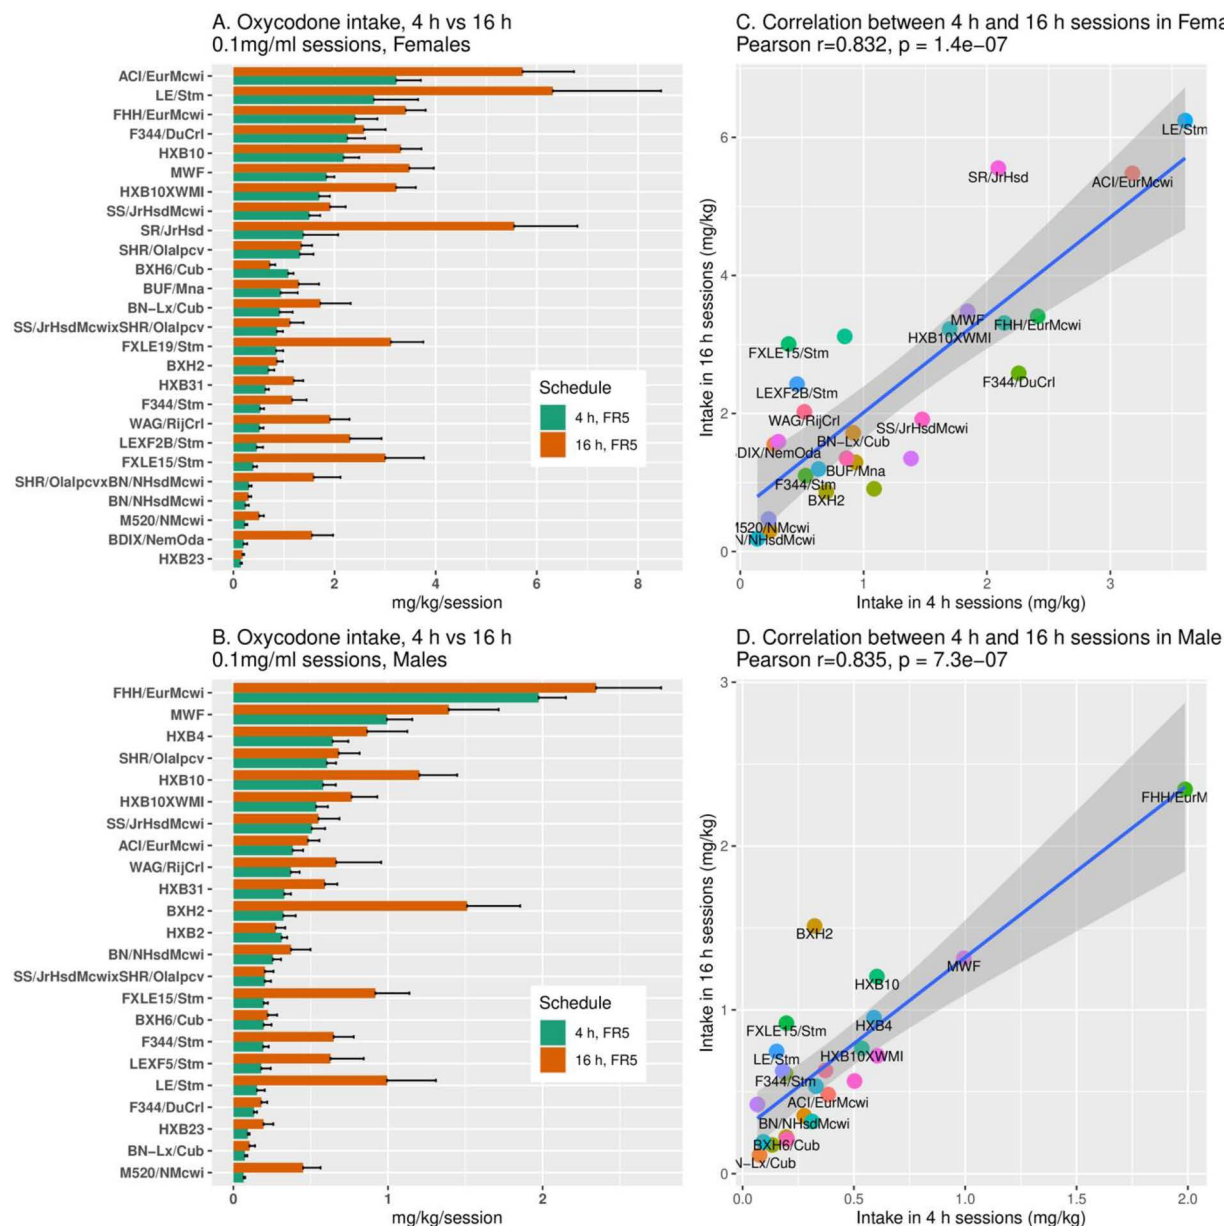 A. Oxycodone intake, 4 h vs 16 h
0.1mg/ml sessions, Females
ACI/EurMcwi
LE/Stm
FHH/EurMcwi
F344/DuCrl
HXB10
MWF
HXB10XWMI
SS/JrHsdMcwi
SR/JrHsd
SHR/OlaIpcv
BXH6/Cub
BUF/Mna
BN-Lx/Cub
SS/JrHsdMcwixSHR/OlaIpcv
FXLE19/Stm
BXH2
HXB31
F344/Stm
WAG/RijCrl
LEXF2B/Stm
FXLE15/Stm
SHR/OlaIpcvxBN/NHsdMcwi
BN/NHsdMcwi
M520/NMcwi
BDIX/NemOda
HXB23
0 2 4 6 8
mg/kg/session
Schedule
4 h, FR5
16 h, FR5
C. Correlation between 4 h and 16 h sessions in Fema
Pearson r=0.832, p = 1.4e-07
Intake in 16 h sessions (mg/kg)
6
4
2
0
LE/Stm
SR/JrHsd
ACI/EurMcwi
MWF
FHH/EurMcwi
HXB10XWMI
FXLE15/Stm
F344/DuCrl
LEXF2B/Stm
WAG/RijCrl
SS/JrHsdMcwi
BN-Lx/Cub
DIX/NemOda
BUF/Mna
F344/Stm
BXH2
M520/NMcwi
N/NHsdMcwi
0 1 2 3
Intake in 4 h sessions (mg/kg)
B. Oxycodone intake, 4 h vs 16 h
0.1mg/ml sessions, Males
FHH/EurMcwi
MWF
HXB4
SHR/OlaIpcv
HXB10
HXB10XWMI
SS/JrHsdMcwi
ACI/EurMcwi
WAG/RijCrl
HXB31
BXH2
HXB2
BN/NHsdMcwi
SS/JrHsdMcwixSHR/OlaIpcv
FXLE15/Stm
BXH6/Cub
F344/Stm
LEXF5/Stm
LE/Stm
F344/DuCrl
HXB23
BN-Lx/Cub
M520/NMcwi
0 1 2
mg/kg/session
Schedule
4 h, FR5
16 h, FR5
D. Correlation between 4 h and 16 h sessions in Male
Pearson r=0.835, p = 7.3e-07
Intake in 16 h sessions (mg/kg)
3
2
1
0
FHH/EurM
BXH2
MWF
HXB10
HXB4
FXLE15/Stm
LE/Stm
HXB10XWMI
F344/Stm
ACI/EurMcwi
BN/NHsdMcwi
BXH6/Cub
N-Lx/Cub
0.0 0.5 1.0 1.5 2.0
Intake in 4 h sessions (mg/kg)